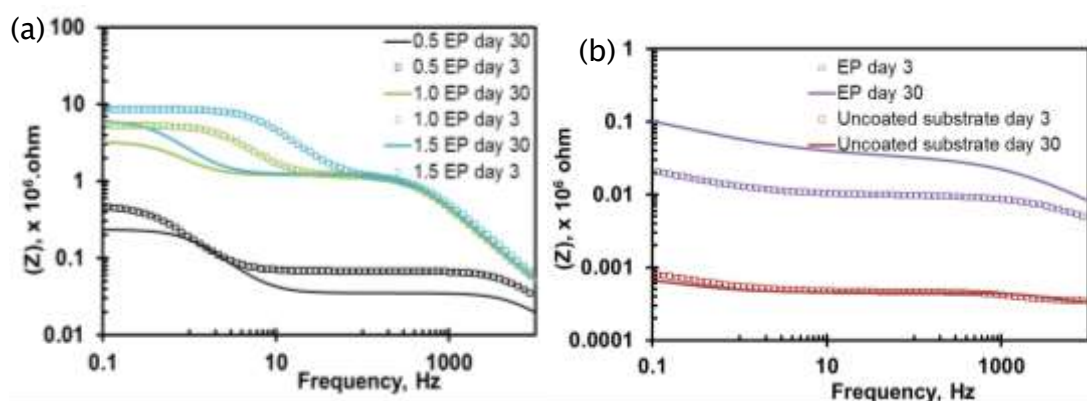 (a)
100
10
1
0.1
0.01
(Z), x 10⁶.ohm
0.5 EP day 30
0.5 EP day 3
1.0 EP day 30
1.0 EP day 3
1.5 EP day 30
1.5 EP day 3
0.1
10
1000
Frequency, Hz
(b)
1
0.1
0.01
0.001
0.0001
(Z), x 10⁶ ohm
EP day 3
EP day 30
Uncoated substrate day 3
Uncoated substrate day 30
0.1
10
1000
Frequency, Hz